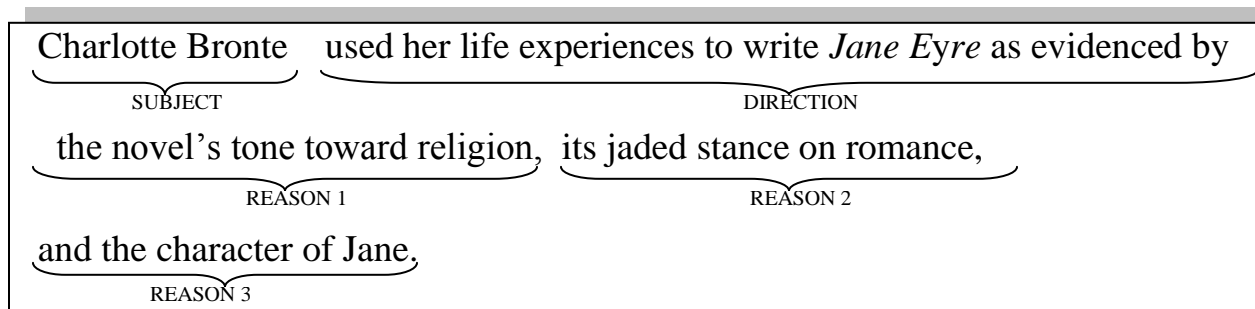 Charlotte Bronte used her life experiences to write Jane Eyre as evidenced by
SUBJECT DIRECTION
the novel’s tone toward religion, its jaded stance on romance,
REASON 1 REASON 2
and the character of Jane.
REASON 3